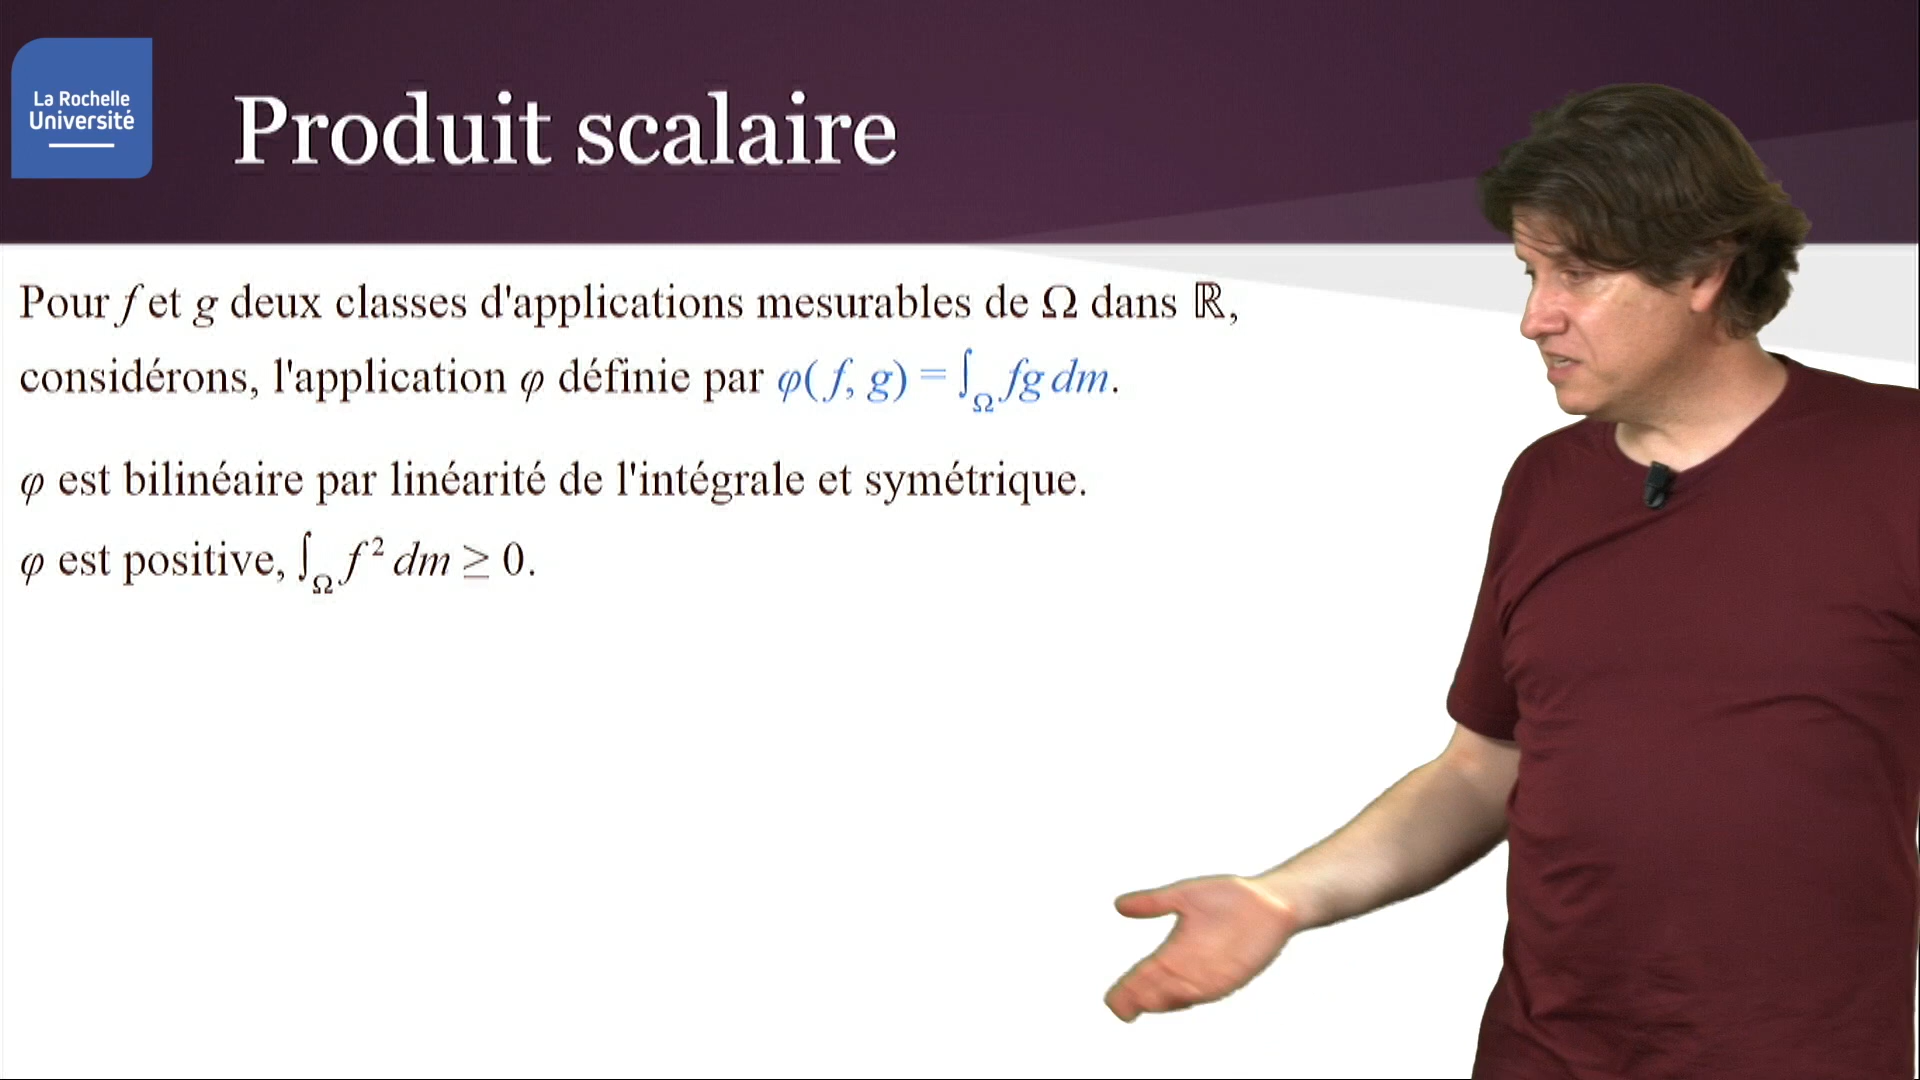 La Rochelle
Université
Produit scalaire
Pour f et g deux classes d'applications mesurables de Ω dans ℝ,
considérons, l'application φ définie par φ( f, g) = ∫_Ω fg dm.
φ est bilinéaire par linéarité de l'intégrale et symétrique.
φ est positive, ∫_Ω f² dm ≥ 0.